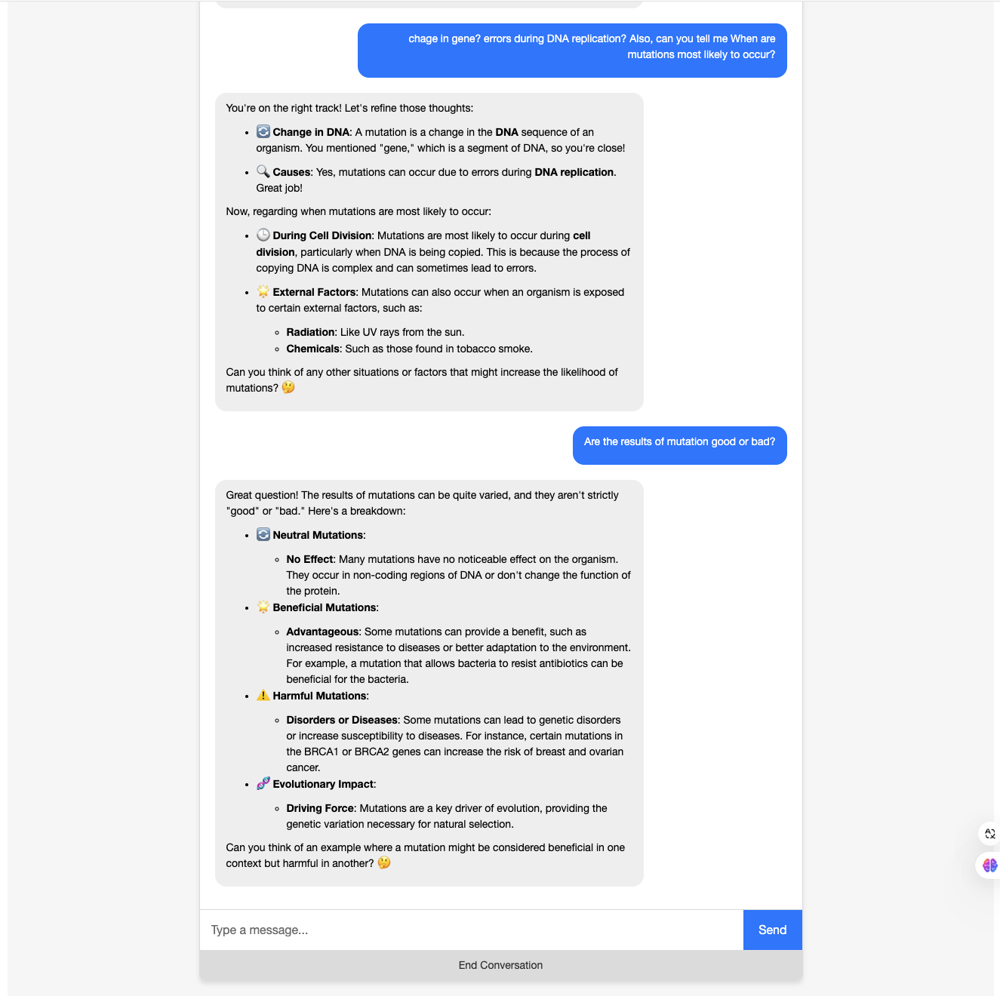 chage in gene? errors during DNA replication? Also, can you tell me When are
mutations most likely to occur?
You're on the right track! Let's refine those thoughts:
Change in DNA: A mutation is a change in the DNA sequence of an
organism. You mentioned "gene," which is a segment of DNA, so you're close!
Causes: Yes, mutations can occur due to errors during DNA replication.
Great job!
Now, regarding when mutations are most likely to occur:
During Cell Division: Mutations are most likely to occur during cell
division, particularly when DNA is being copied. This is because the process of
copying DNA is complex and can sometimes lead to errors.
External Factors: Mutations can also occur when an organism is exposed
to certain external factors, such as:
Radiation: Like UV rays from the sun.
Chemicals: Such as those found in tobacco smoke.
Can you think of any other situations or factors that might increase the likelihood of
mutations? 🤔
Are the results of mutation good or bad?
Great question! The results of mutations can be quite varied, and they aren't strictly
"good" or "bad." Here's a breakdown:
Neutral Mutations:
No Effect: Many mutations have no noticeable effect on the organism.
They occur in non-coding regions of DNA or don't change the function of
the protein.
Beneficial Mutations:
Advantageous: Some mutations can provide a benefit, such as
increased resistance to diseases or better adaptation to the environment.
For example, a mutation that allows bacteria to resist antibiotics can be
beneficial for the bacteria.
Harmful Mutations:
Disorders or Diseases: Some mutations can lead to genetic disorders
or increase susceptibility to diseases. For instance, certain mutations in
the BRCA1 or BRCA2 genes can increase the risk of breast and ovarian
cancer.
Evolutionary Impact:
Driving Force: Mutations are a key driver of evolution, providing the
genetic variation necessary for natural selection.
Can you think of an example where a mutation might be considered beneficial in one
context but harmful in another? 🤔
Type a message...
Send
End Conversation